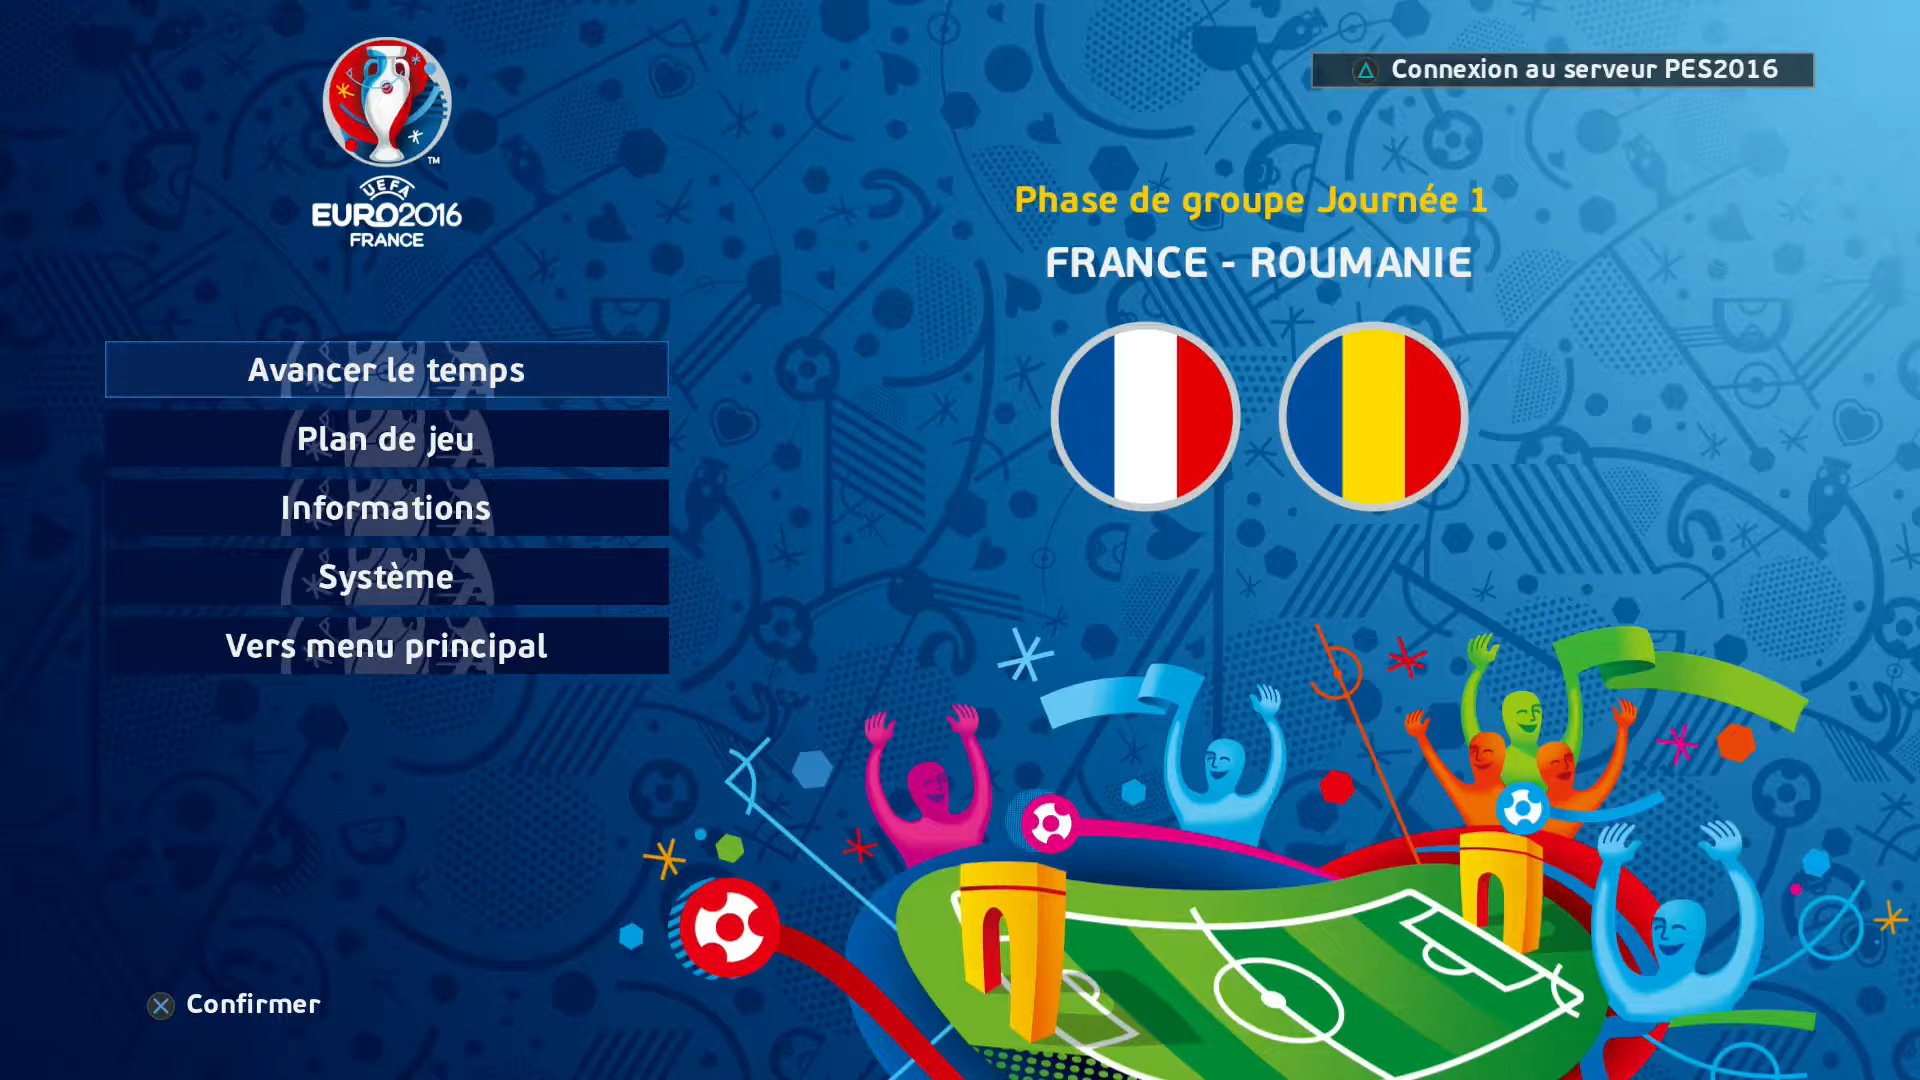 TM
UEFA
EURO2016
FRANCE
Connexion au serveur PES2016
Phase de groupe Journée 1
FRANCE - ROUMANIE
Avancer le temps
Plan de jeu
Informations
Système
Vers menu principal
Confirmer